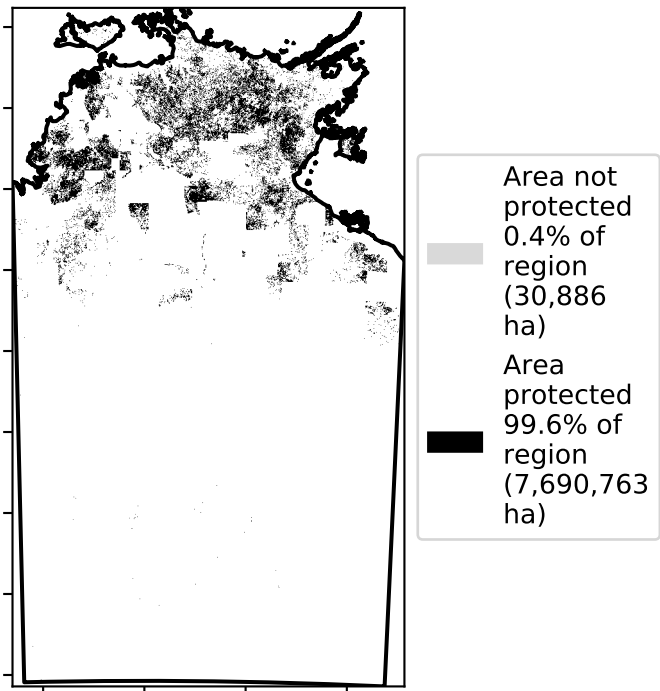 Area not
protected
0.4% of
region
(30,886
ha)
Area
protected
99.6% of
region
(7,690,763
ha)